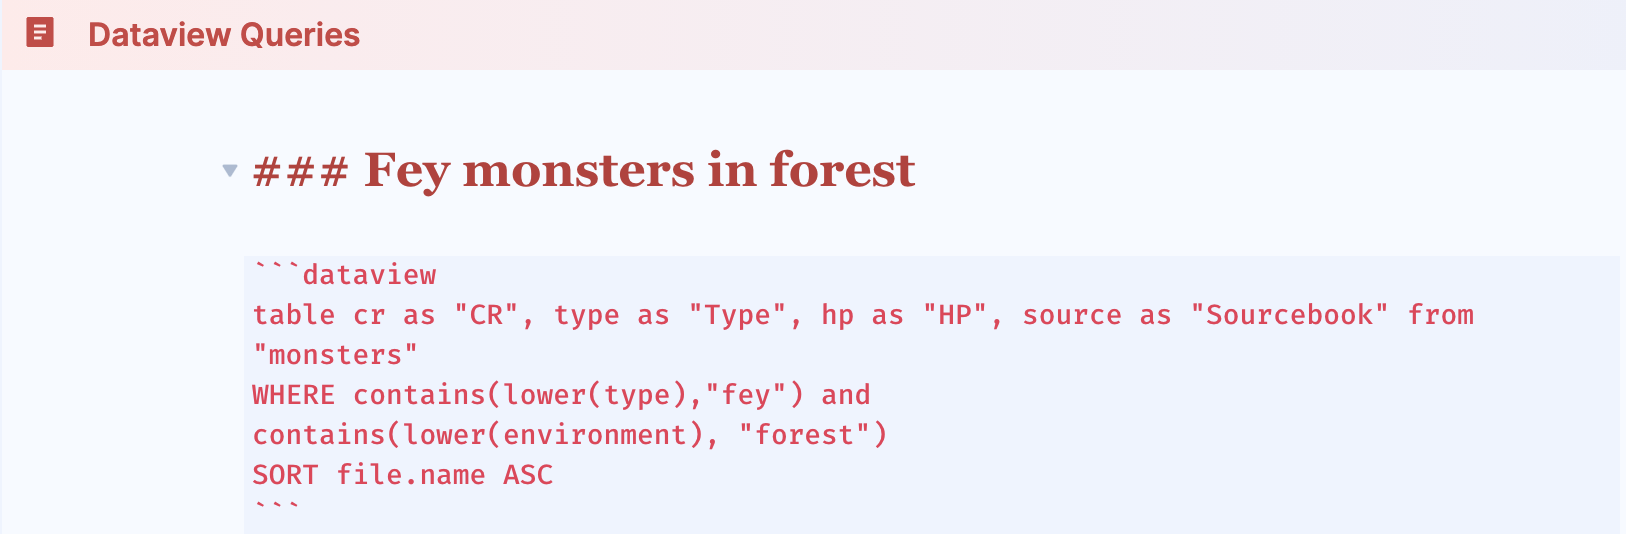 Dataview Queries
### Fey monsters in forest
```dataview
table cr as "CR", type as "Type", hp as "HP", source as "Sourcebook" from
"monsters"
WHERE contains(lower(type),"fey") and
contains(lower(environment), "forest")
SORT file.name ASC
```